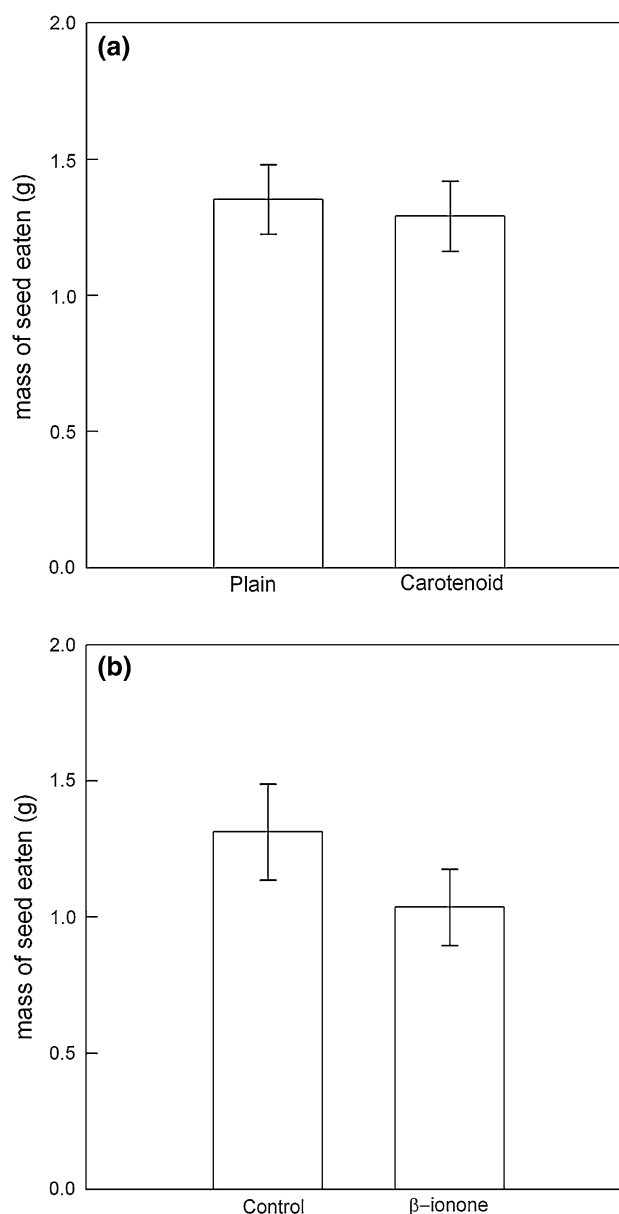 (a)
mass of seed eaten (g)
2.0
1.5
1.0
0.5
0.0
Plain Carotenoid
(b)
mass of seed eaten (g)
2.0
1.5
1.0
0.5
0.0
Control β–ionone